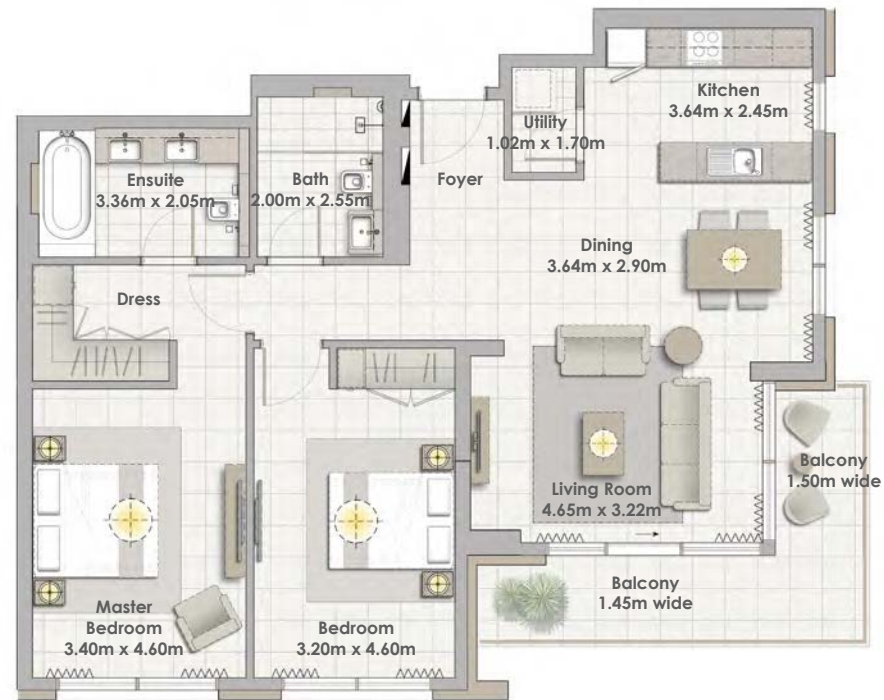 Kitchen
3.64m x 2.45m
Utility
1.02m x 1.70m
Ensuite
3.36m x 2.05m
Bath
2.00m x 2.55m
Foyer
Dining
3.64m x 2.90m
Dress
Living Room
4.65m x 3.22m
Balcony
1.50m wide
Balcony
1.45m wide
Master
Bedroom
3.40m x 4.60m
Bedroom
3.20m x 4.60m